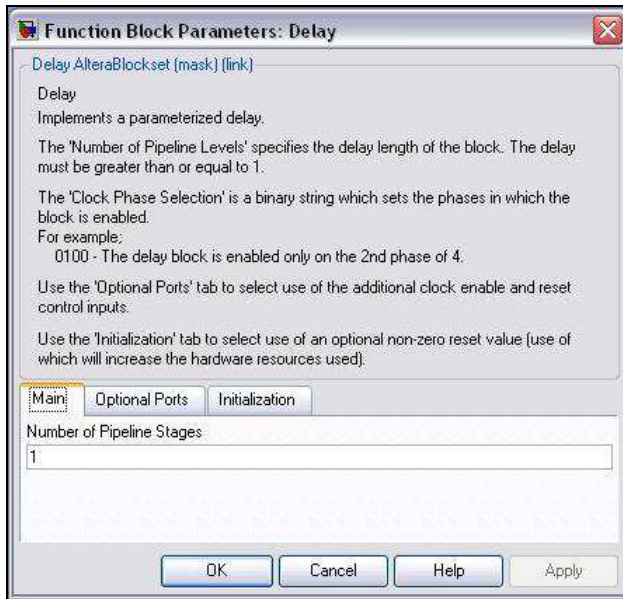 Function Block Parameters: Delay
Delay AlteraBlockset (mask) (link)
Delay
Implements a parameterized delay.
The 'Number of Pipeline Levels' specifies the delay length of the block. The delay
must be greater than or equal to 1.
The 'Clock Phase Selection' is a binary string which sets the phases in which the
block is enabled.
For example;
0100 - The delay block is enabled only on the 2nd phase of 4.
Use the 'Optional Ports' tab to select use of the additional clock enable and reset
control inputs.
Use the 'Initialization' tab to select use of an optional non-zero reset value (use of
which will increase the hardware resources used).
Main Optional Ports Initialization
Number of Pipeline Stages
1
OK Cancel Help Apply